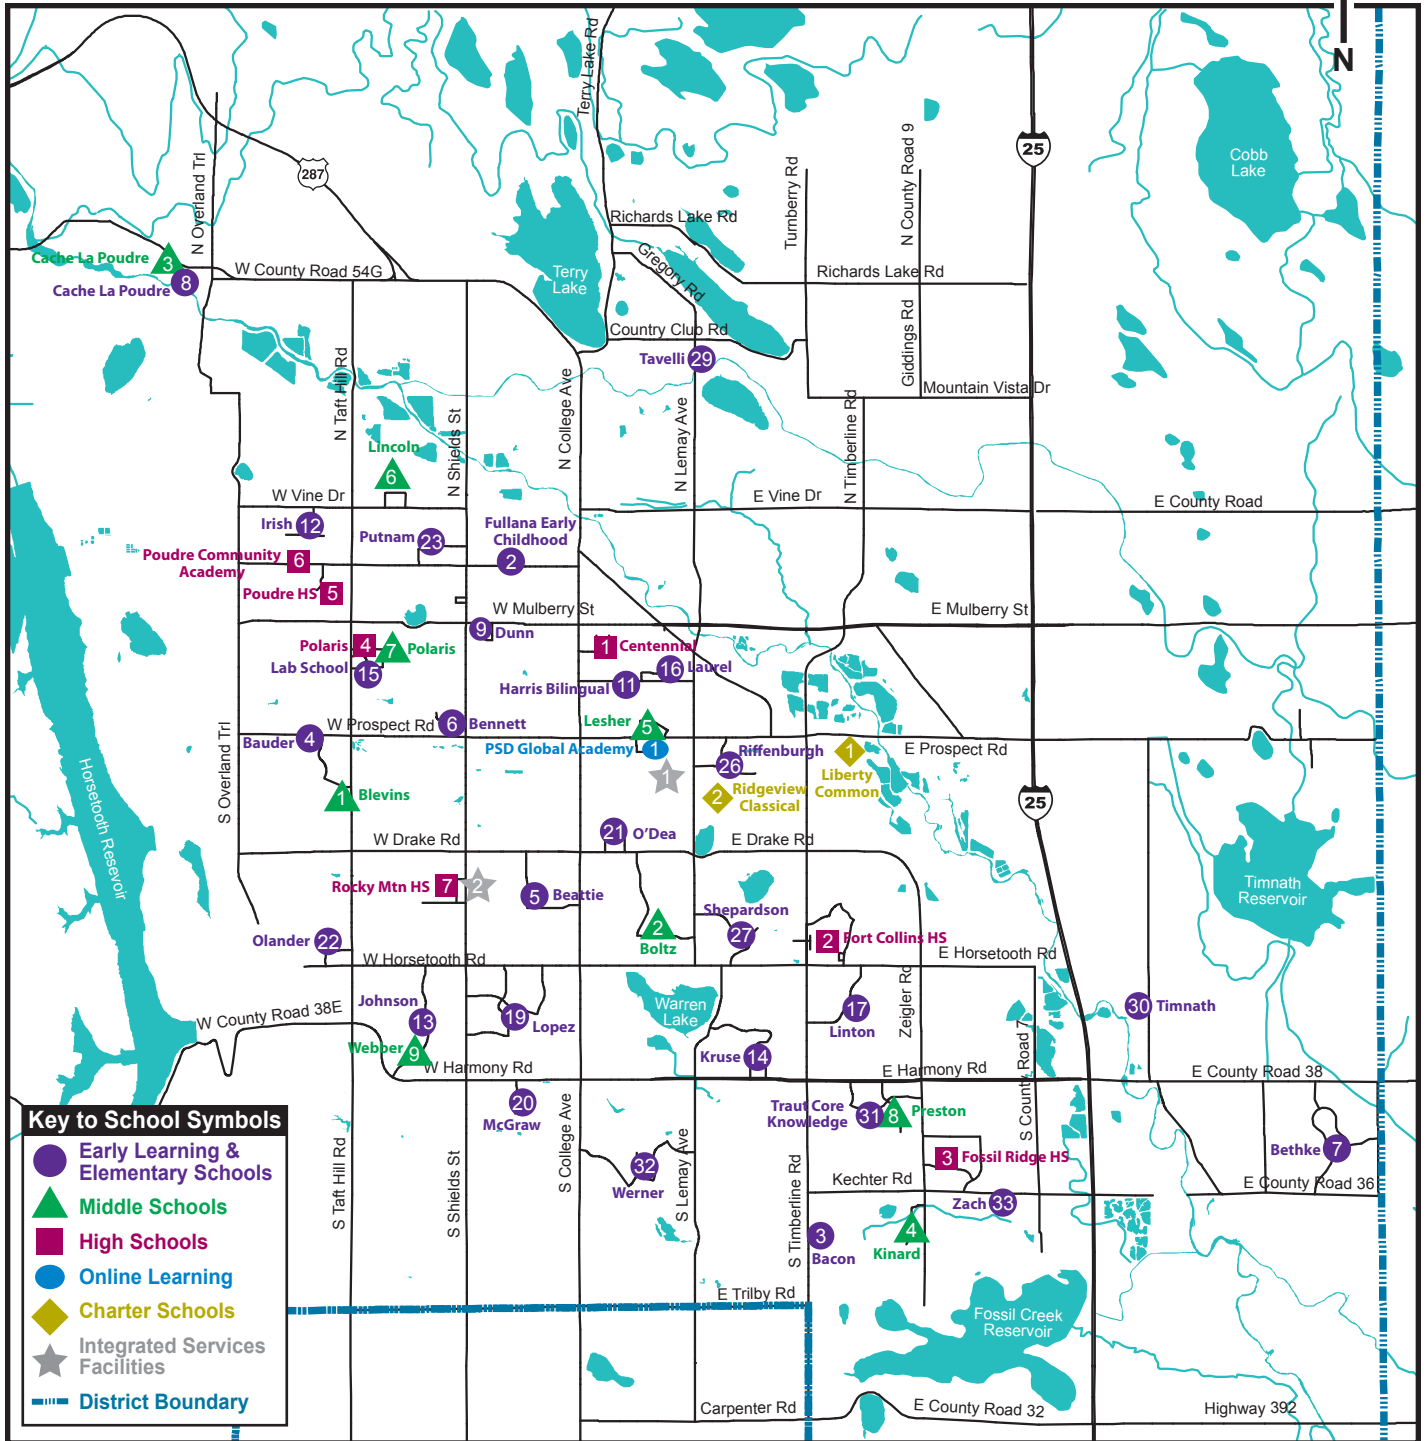 N
Terry Lake Rd
25
Cobb
Lake
287
N Overland Trl
Turnberry Rd
N County Road 9
Richards Lake Rd
Cache La Poudre
3
8
Cache La Poudre
W County Road 54G
Terry
Lake
Gregory Rd
Richards Lake Rd
Country Club Rd
Giddings Rd
Tavelli
29
Mountain Vista Dr
N Taft Hill Rd
N Shields St
N College Ave
N Lemay Ave
N Timberline Rd
Lincoln
6
W Vine Dr
E Vine Dr
E County Road
Irish
12
Putnam
23
Fullana Early
Childhood
2
Poudre Community
Academy
6
Poudre HS
5
W Mulberry St
E Mulberry St
9
Dunn
Polaris
4
7
Polaris
1
Centennial
Lab School
15
16
Laurel
Harris Bilingual
11
W Prospect Rd
6
Bennett
Lesher
5
Bauder
4
PSD Global Academy
1
Riffenburgh
26
1
Liberty
Common
E Prospect Rd
1
2
Ridgeview
Classical
S Overland Trl
1
Blevins
25
Horsetooth Resevoir
W Drake Rd
21
O'Dea
E Drake Rd
Timnath
Reservoir
Rocky Mtn HS
7
2
5
Beattie
Shepardson
27
2
Boltz
2
Fort Collins HS
Olander
22
W Horsetooth Rd
E Horsetooth Rd
Johnson
13
19
Lopez
Warren
Lake
17
Linton
Zeigler Rd
S County Road 7
30
Timnath
W County Road 38E
Webber
9
W Harmony Rd
Kruse
14
E Harmony Rd
E County Road 38
20
McGraw
Traut Core
Knowledge
31
8
Preston
Key to School Symbols
Early Learning &
Elementary Schools
Middle Schools
High Schools
Online Learning
Charter Schools
Integrated Services
Facilities
District Boundary
S Taft Hill Rd
S Shields St
S College Ave
32
Werner
S Lemay Ave
S Timberline Rd
3
Fossil Ridge HS
Bethke
7
Kechter Rd
E County Road 36
Zach
33
3
Bacon
4
Kinard
E Trilby Rd
Fossil Creek
Reservoir
Carpenter Rd
E County Road 32
Highway 392